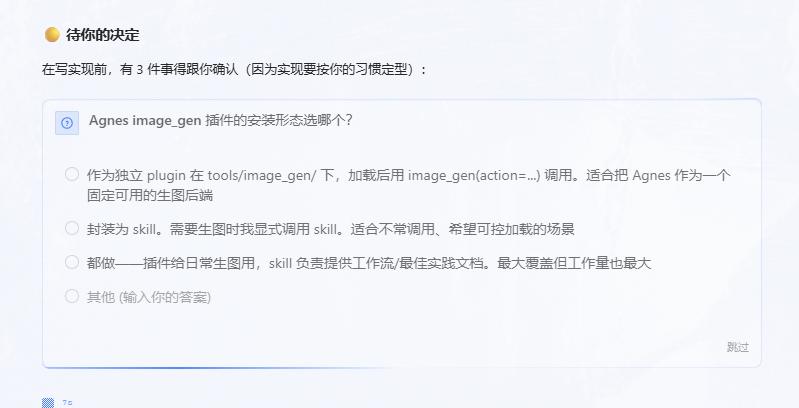 待你的决定
在写实现前，有 3 件事得跟你确认（因为实现要按你的习惯定型）：
Agnes image_gen 插件的安装形态选哪个?
作为独立 plugin 在 tools/image_gen/ 下，加载后用 image_gen(action=...) 调用。适合把 Agnes 作为一个
固定可用的生图后端
封装为 skill。需要生图时我显式调用 skill。适合不常调用、希望可控加载的场景
都做——插件给日常生图用，skill 负责提供工作流/最佳实践文档。最大覆盖但工作量也最大
其他 (输入你的答案)
跳过